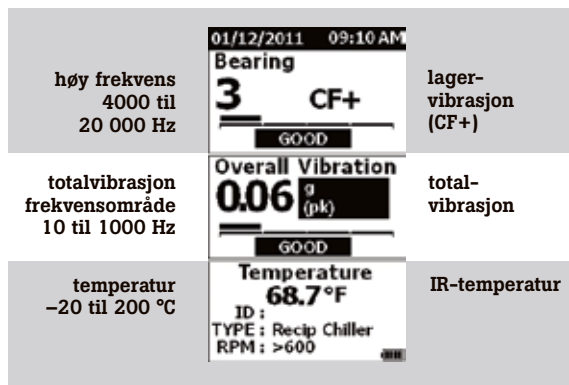 høy frekvens
4000 til
20 000 Hz
01/12/2011 09:10 AM
Bearing
3 CF+
GOOD
lager-
vibrasjon
(CF+)
totalvibrasjon
frekvensområde
10 til 1000 Hz
Overall Vibration
0.06 g
(pk)
GOOD
total-
vibrasjon
temperatur
–20 til 200 °C
Temperature
68.7°F
ID :
TYPE : Recip Chiller
RPM : >600
IR-temperatur